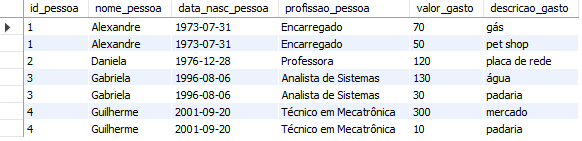 id_pessoa nome_pessoa data_nasc_pessoa profissao_pessoa valor_gasto descricao_gasto
1 Alexandre 1973-07-31 Encarregado 70 gás
1 Alexandre 1973-07-31 Encarregado 50 pet shop
2 Daniela 1976-12-28 Professora 120 placa de rede
3 Gabriela 1996-08-06 Analista de Sistemas 130 água
3 Gabriela 1996-08-06 Analista de Sistemas 30 padaria
4 Guilherme 2001-09-20 Técnico em Mecatrônica 300 mercado
4 Guilherme 2001-09-20 Técnico em Mecatrônica 10 padaria